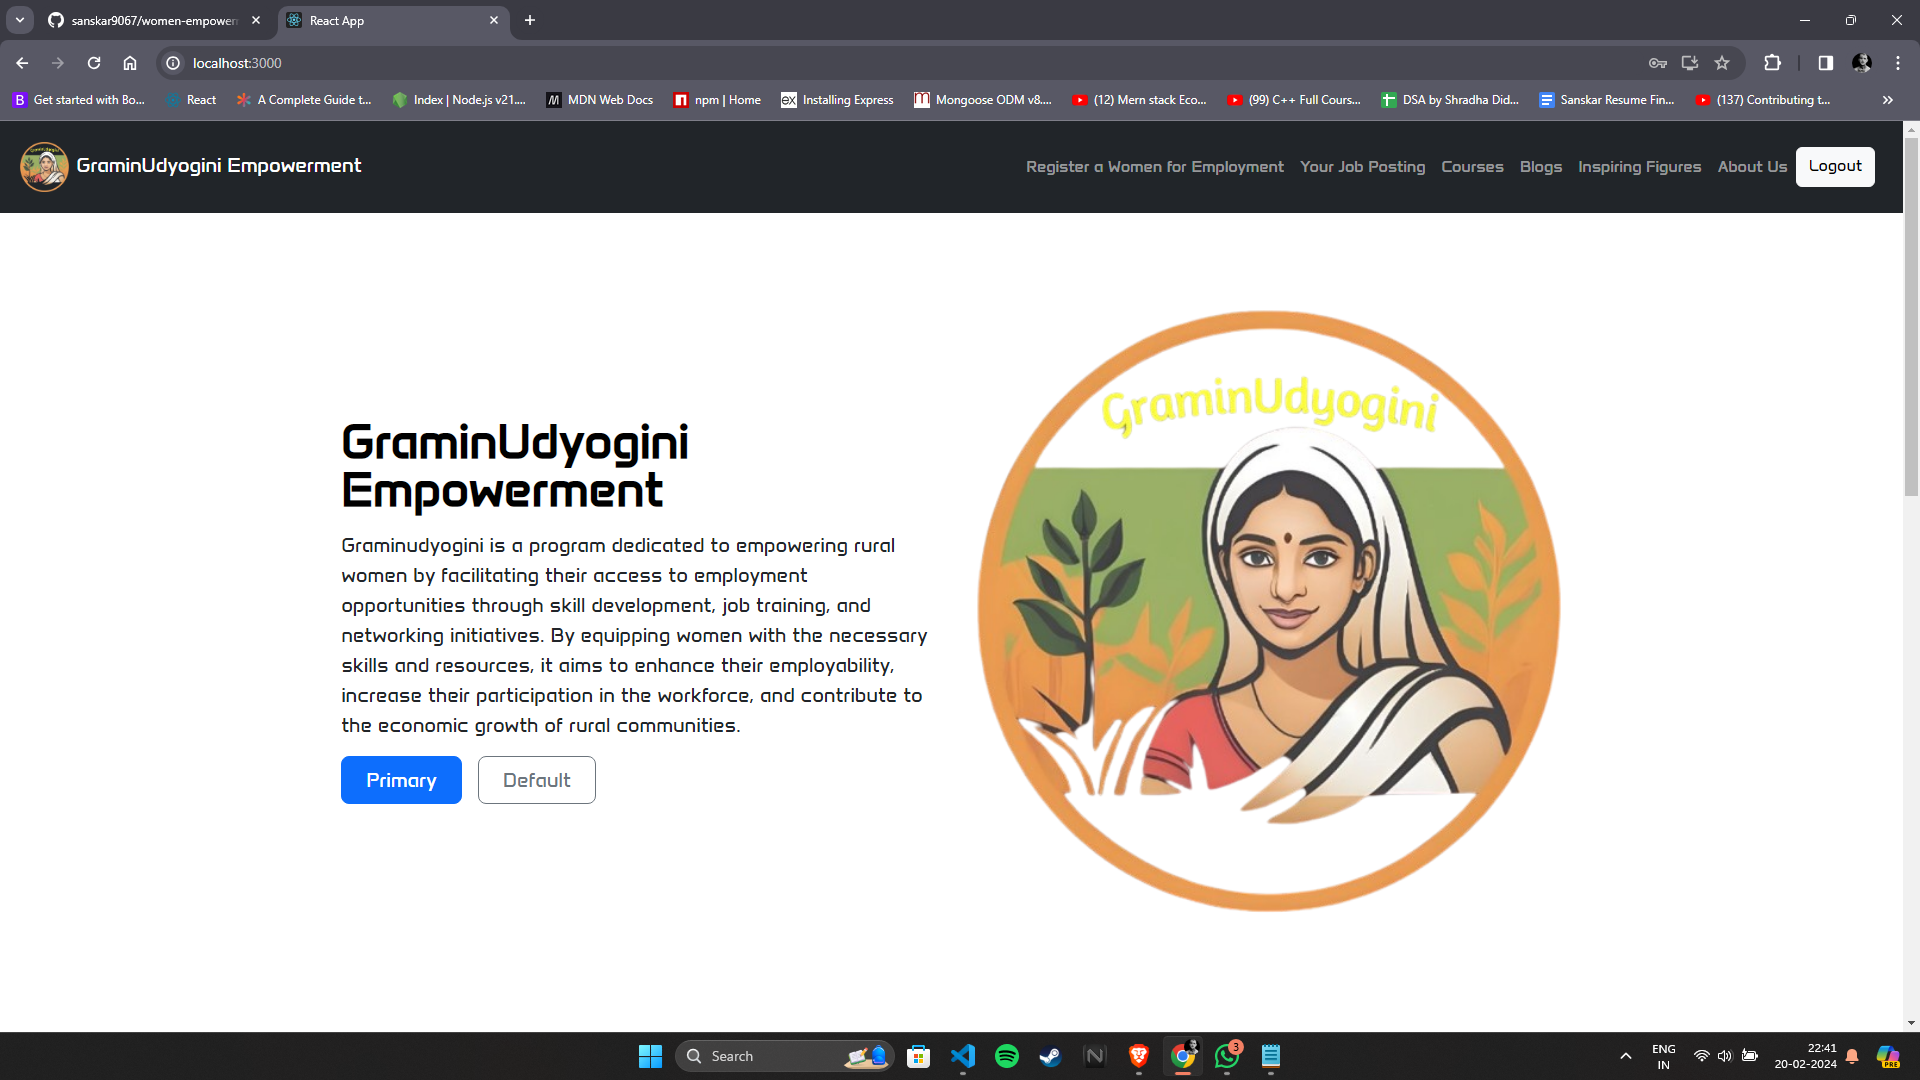 sanskar9067/women-empowerm
React App
localhost:3000
Get started with Bo...
React
A Complete Guide t...
Index | Node.js v21....
MDN Web Docs
npm | Home
Installing Express
Mongoose ODM v8....
(12) Mern stack Eco...
(99) C++ Full Cours...
DSA by Shradha Did...
Sanskar Resume Fin...
(137) Contributing t...
GraminUdyogini Empowerment
Register a Women for Employment
Your Job Posting
Courses
Blogs
Inspiring Figures
About Us
Logout
GraminUdyogini
Empowerment
Graminudyogini is a program dedicated to empowering rural
women by facilitating their access to employment
opportunities through skill development, job training, and
networking initiatives. By equipping women with the necessary
skills and resources, it aims to enhance their employability,
increase their participation in the workforce, and contribute to
the economic growth of rural communities.
Primary
Default
GraminUdyogini
Search
3
ENG
IN
22:41
20-02-2024
PRE